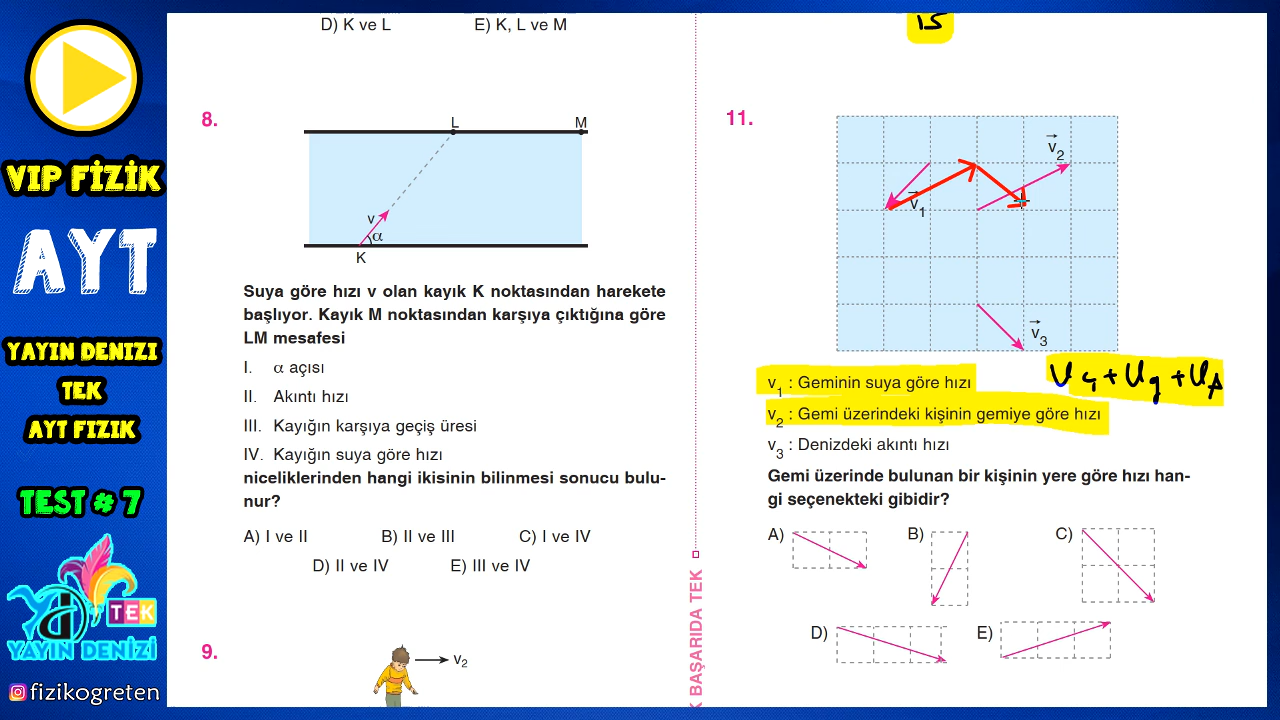 VIP FİZİK
AYT
YAYIN DENIZI
TEK
AYT FIZIK
TEST # 7
TEK
YAYIN DENİZİ
fizikogreten
D) K ve L E) K, L ve M
8.
L M
v
α
K
Suya göre hızı v olan kayık K noktasından harekete
başlıyor. Kayık M noktasından karşıya çıktığına göre
LM mesafesi
I. α açısı
II. Akıntı hızı
III. Kayığın karşıya geçiş üresi
IV. Kayığın suya göre hızı
niceliklerinden hangi ikisinin bilinmesi sonucu bulu-
nur?
A) I ve II B) II ve III C) I ve IV
D) II ve IV E) III ve IV
9.
v2
K BAŞARIDA TEK
15
11.
v2
v1
v3
v1 : Geminin suya göre hızı
v2 : Gemi üzerindeki kişinin gemiye göre hızı
v3 : Denizdeki akıntı hızı
Gemi üzerinde bulunan bir kişinin yere göre hızı han-
gi seçenekteki gibidir?
A) B) C)
D) E)